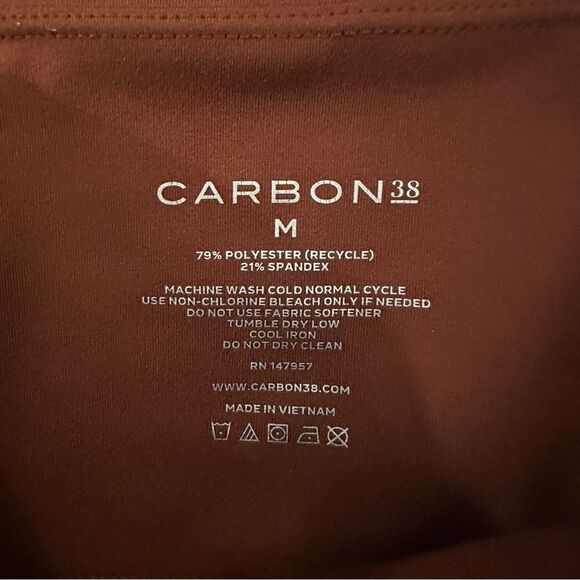 CARBON38
M
79% POLYESTER (RECYCLE)
21% SPANDEX
MACHINE WASH COLD NORMAL CYCLE
USE NON-CHLORINE BLEACH ONLY IF NEEDED
DO NOT USE FABRIC SOFTENER
TUMBLE DRY LOW
COOL IRON
DO NOT DRY CLEAN
RN 147957
WWW.CARBON38.COM
MADE IN VIETNAM